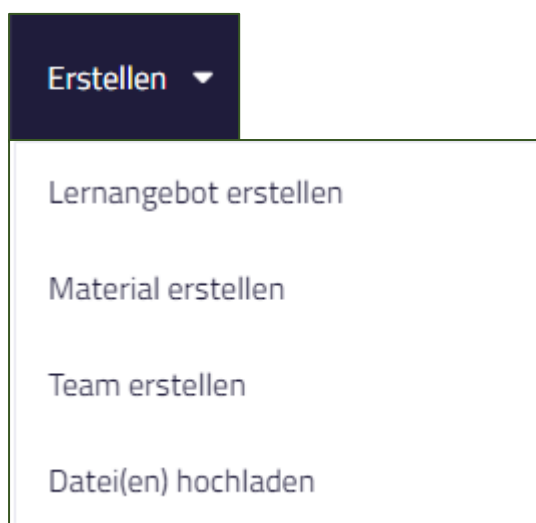 Erstellen
Lernangebot erstellen
Material erstellen
Team erstellen
Datei(en) hochladen